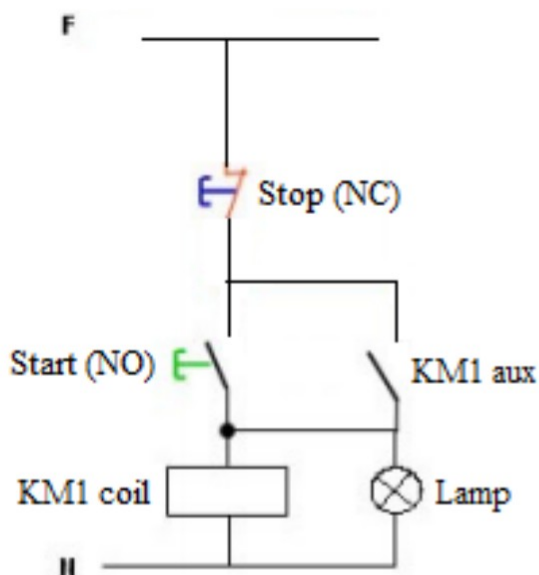 F
Stop (NC)
Start (NO)
KM1 aux
KM1 coil
Lamp